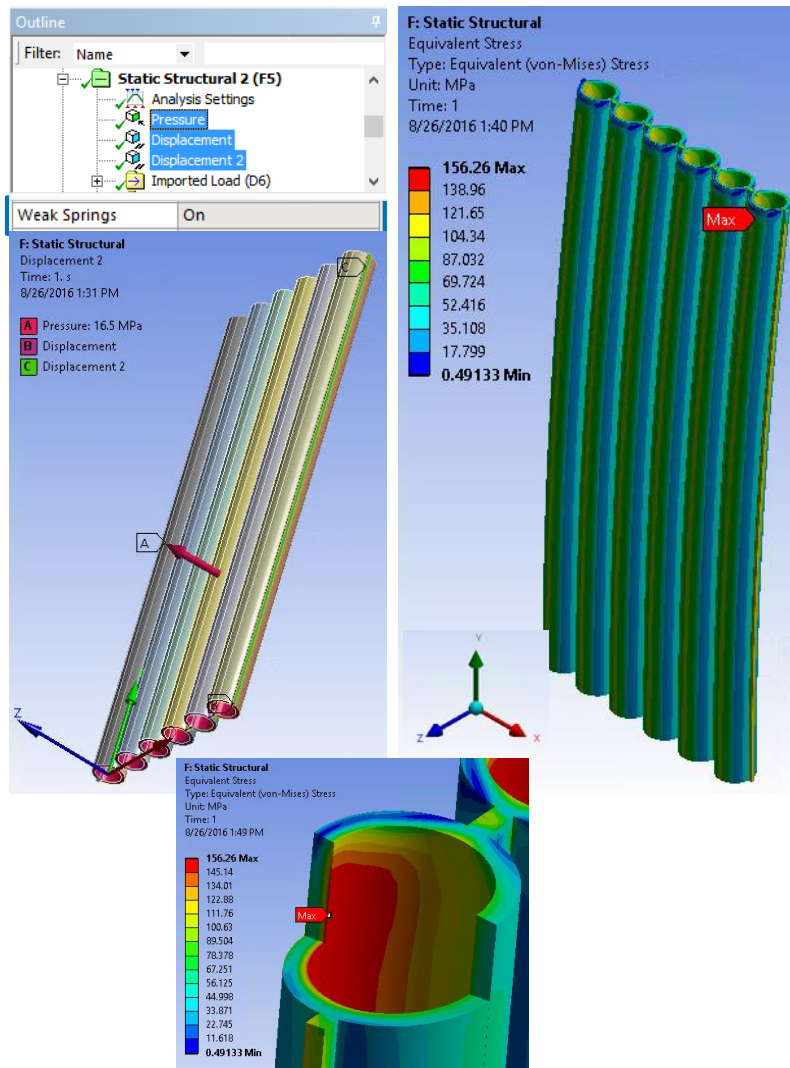 Outline
Filter: Name
Static Structural 2 (F5)
Analysis Settings
Pressure
Displacement
Displacement 2
Imported Load (D6)
Weak Springs On
F: Static Structural
Displacement 2
Time: 1. s
8/26/2016 1:31 PM
A Pressure: 16.5 MPa
B Displacement
C Displacement 2
C
A
Z
F: Static Structural
Equivalent Stress
Type: Equivalent (von-Mises) Stress
Unit: MPa
Time: 1
8/26/2016 1:40 PM
156.26 Max
138.96
121.65
104.34
87.032
69.724
52.416
35.108
17.799
0.49133 Min
Max
Y
Z
X
F: Static Structural
Equivalent Stress
Type: Equivalent (von-Mises) Stress
Unit: MPa
Time: 1
8/26/2016 1:49 PM
156.26 Max
145.14
134.01
122.88
111.76
100.63
89.504
78.378
67.251
56.125
44.998
33.871
22.745
11.618
0.49133 Min
Max